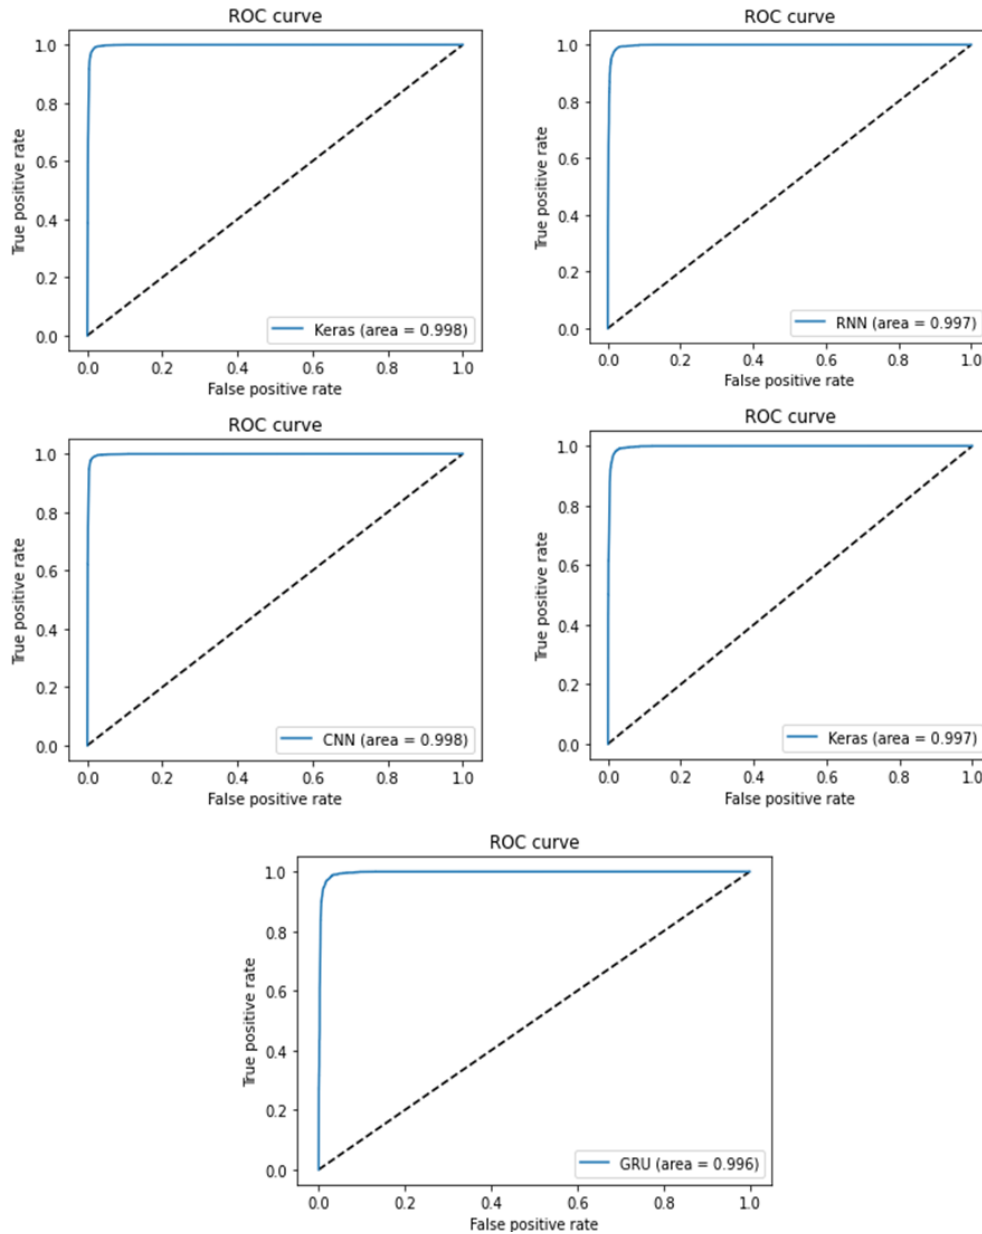 ROC curve
1.0
0.8
0.6
0.4
0.2
0.0
True positive rate
Keras (area = 0.998)
0.0 0.2 0.4 0.6 0.8 1.0
False positive rate
ROC curve
1.0
0.8
0.6
0.4
0.2
0.0
True positive rate
RNN (area = 0.997)
0.0 0.2 0.4 0.6 0.8 1.0
False positive rate
ROC curve
1.0
0.8
0.6
0.4
0.2
0.0
True positive rate
CNN (area = 0.998)
0.0 0.2 0.4 0.6 0.8 1.0
False positive rate
ROC curve
1.0
0.8
0.6
0.4
0.2
0.0
True positive rate
Keras (area = 0.997)
0.0 0.2 0.4 0.6 0.8 1.0
False positive rate
ROC curve
1.0
0.8
0.6
0.4
0.2
0.0
True positive rate
GRU (area = 0.996)
0.0 0.2 0.4 0.6 0.8 1.0
False positive rate